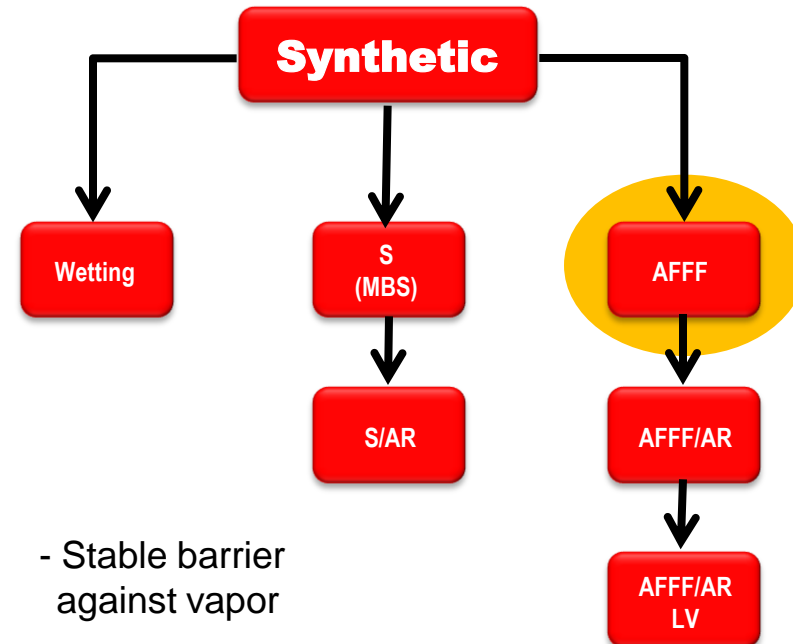 Synthetic
Wetting
S
(MBS)
AFFF
S/AR
AFFF/AR
- Stable barrier
against vapor
AFFF/AR
LV